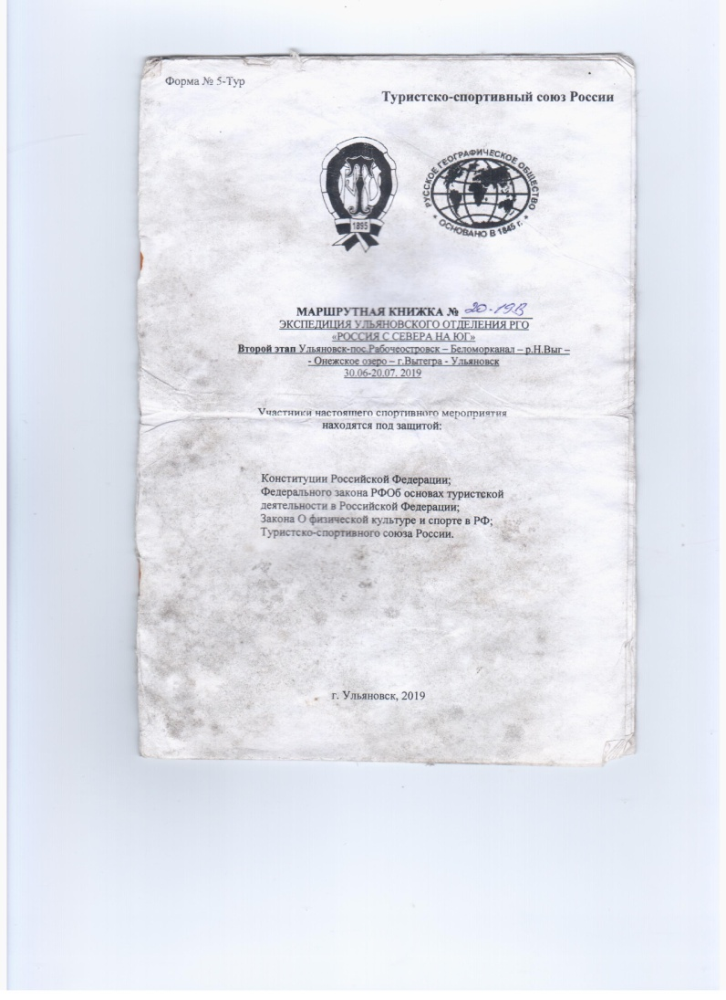 Форма № 5-Тур
Туристско-спортивный союз России
1895
РУССКОЕ ГЕОГРАФИЧЕСКОЕ ОБЩЕСТВО
* ОСНОВАНО В 1845 г. *
МАРШРУТНАЯ КНИЖКА № 20-19В
ЭКСПЕДИЦИЯ УЛЬЯНОВСКОГО ОТДЕЛЕНИЯ РГО
«РОССИЯ С СЕВЕРА НА ЮГ»
Второй этап Ульяновск-пос.Рабочеостровск – Беломорканал – р.Н.Выг –
- Онежское озеро – г.Вытегра - Ульяновск
30.06-20.07. 2019
Участники настоящего спортивного мероприятия
находятся под защитой:
Конституции Российской Федерации;
Федерального закона РФОб основах туристской
деятельности в Российской Федерации;
Закона О физической культуре и спорте в РФ;
Туристско-спортивного союза России.
г. Ульяновск, 2019